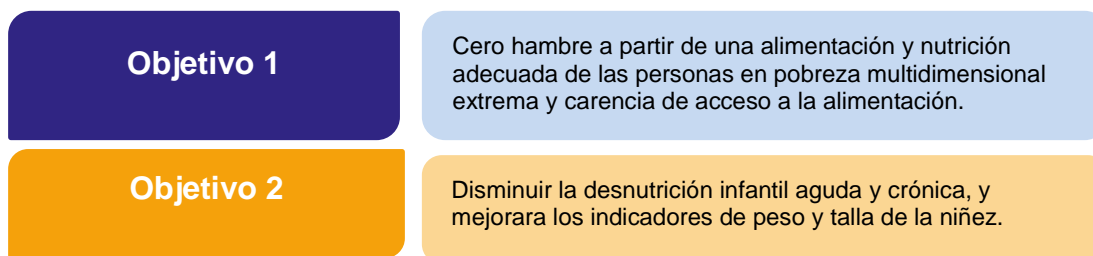 Objetivo 1
Cero hambre a partir de una alimentación y nutrición
adecuada de las personas en pobreza multidimensional
extrema y carencia de acceso a la alimentación.
Objetivo 2
Disminuir la desnutrición infantil aguda y crónica, y
mejorara los indicadores de peso y talla de la niñez.